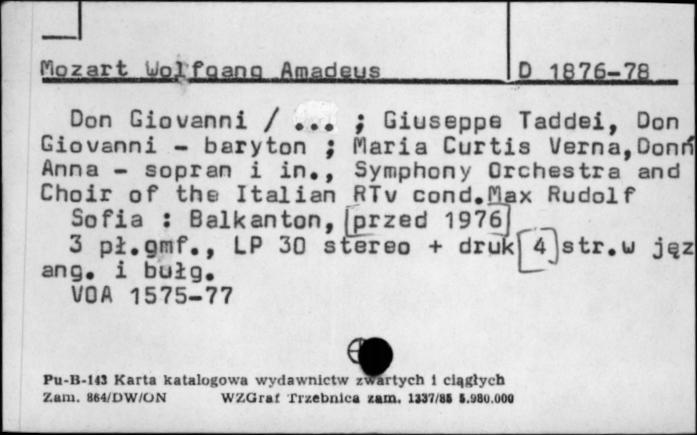 Mozart Wolfgang Amadeus D 1876-78
Don Giovanni / ... ; Giuseppe Taddei, Don
Giovanni - baryton ; Maria Curtis Verna, Donn
Anna - sopran i in., Symphony Orchestra and
Choir of the Italian RTv cond.Max Rudolf
Sofia : Balkanton, [przed 1976]
3 pł.gmf., LP 30 stereo + druk [4] str.w jęz
ang. i bułg.
VOA 1575-77
Pu-B-143 Karta katalogowa wydawnictw zwartych i ciągłych
Zam. 864/DW/ON WZGraf Trzebnica zam. 1337/85 5.980.000